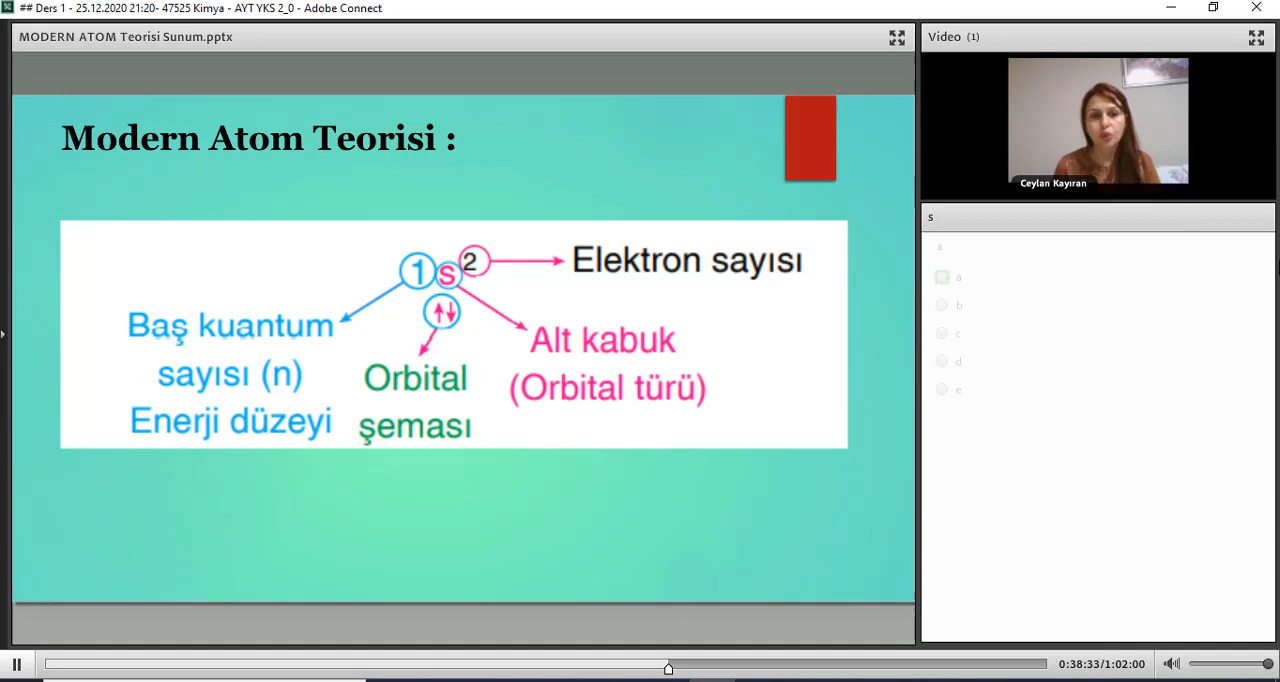 ## Ders 1 - 25.12.2020 21:20- 47525 Kimya - AYT YKS 2_0 - Adobe Connect
MODERN ATOM Teorisi Sunum.pptx
Modern Atom Teorisi :
1s2
Elektron sayısı
Baş kuantum
sayısı (n)
Enerji düzeyi
Orbital
şeması
Alt kabuk
(Orbital türü)
Video (1)
Ceylan Kayıran
s
s
a
b
c
d
e
0:38:33/1:02:00